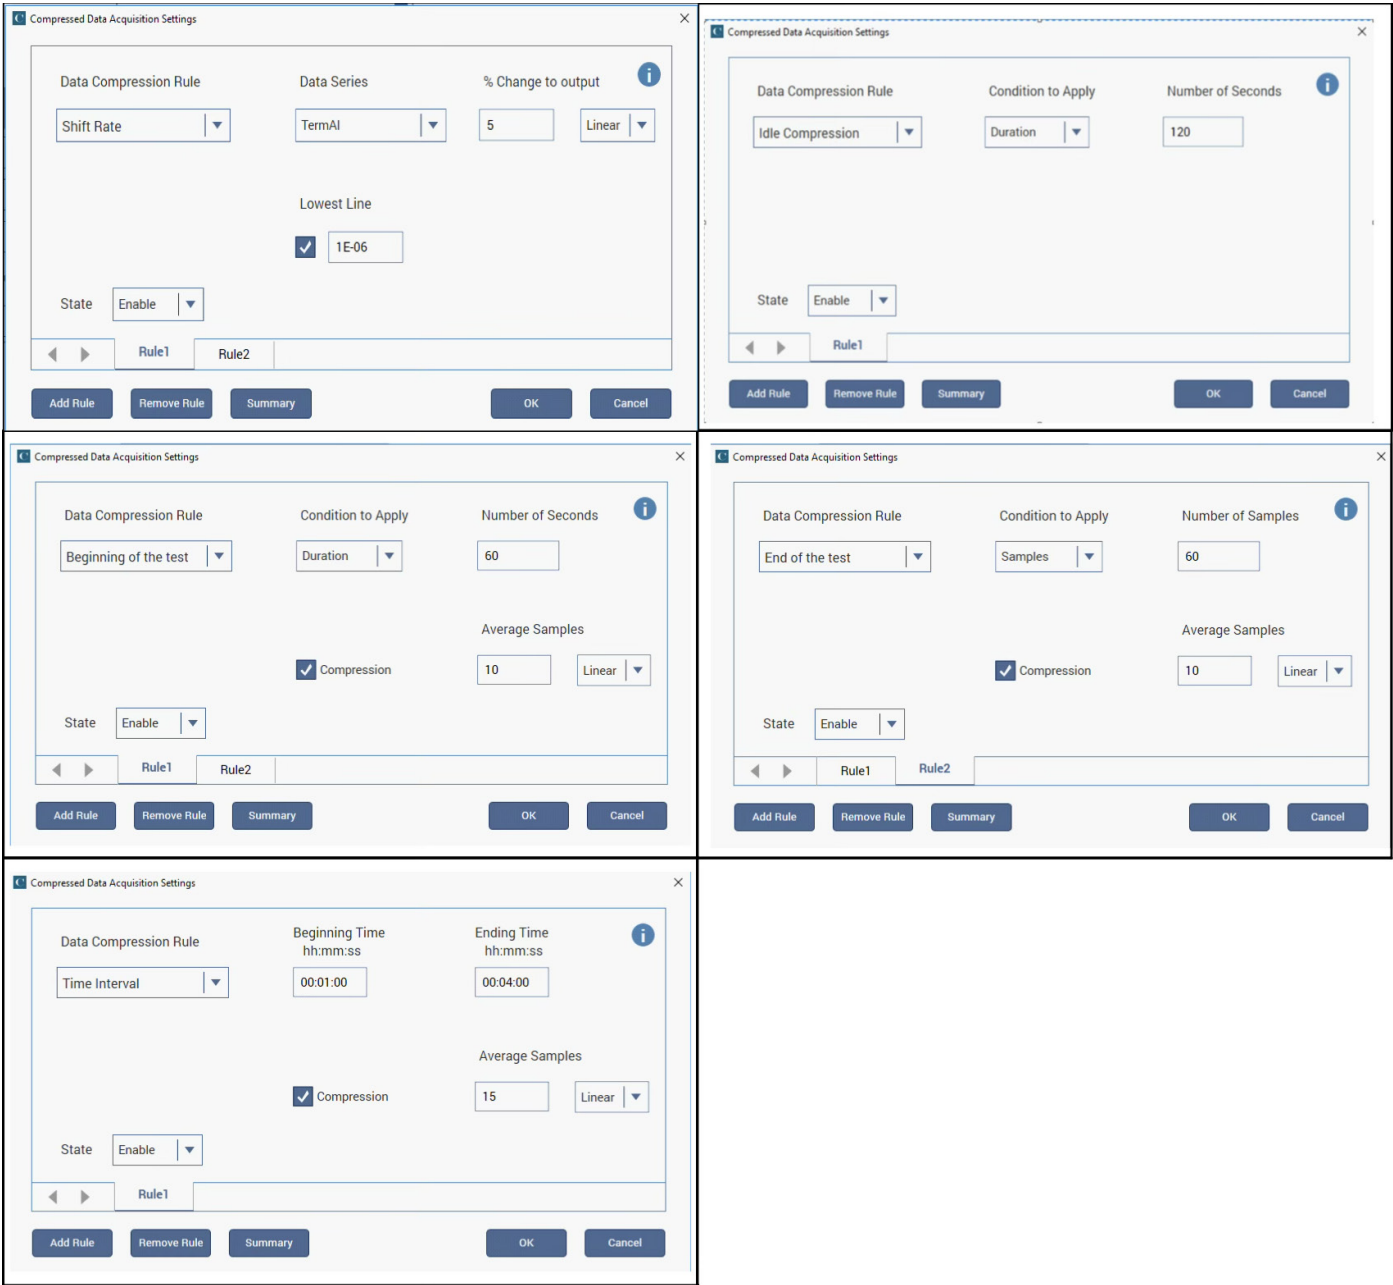 Compressed Data Acquisition Settings
Data Compression Rule Data Series % Change to output
Shift Rate TermAI 5 Linear
Lowest Line
1E-06
State Enable
Rule1 Rule2
Add Rule Remove Rule Summary OK Cancel
Compressed Data Acquisition Settings
Data Compression Rule Condition to Apply Number of Seconds
Idle Compression Duration 120
State Enable
Rule1
Add Rule Remove Rule Summary OK Cancel
Compressed Data Acquisition Settings
Data Compression Rule Condition to Apply Number of Seconds
Beginning of the test Duration 60
Average Samples
Compression 10 Linear
State Enable
Rule1 Rule2
Add Rule Remove Rule Summary OK Cancel
Compressed Data Acquisition Settings
Data Compression Rule Condition to Apply Number of Samples
End of the test Samples 60
Average Samples
Compression 10 Linear
State Enable
Rule1 Rule2
Add Rule Remove Rule Summary OK Cancel
Compressed Data Acquisition Settings
Data Compression Rule Beginning Time Ending Time
hh:mm:ss hh:mm:ss
Time Interval 00:01:00 00:04:00
Average Samples
Compression 15 Linear
State Enable
Rule1
Add Rule Remove Rule Summary OK Cancel